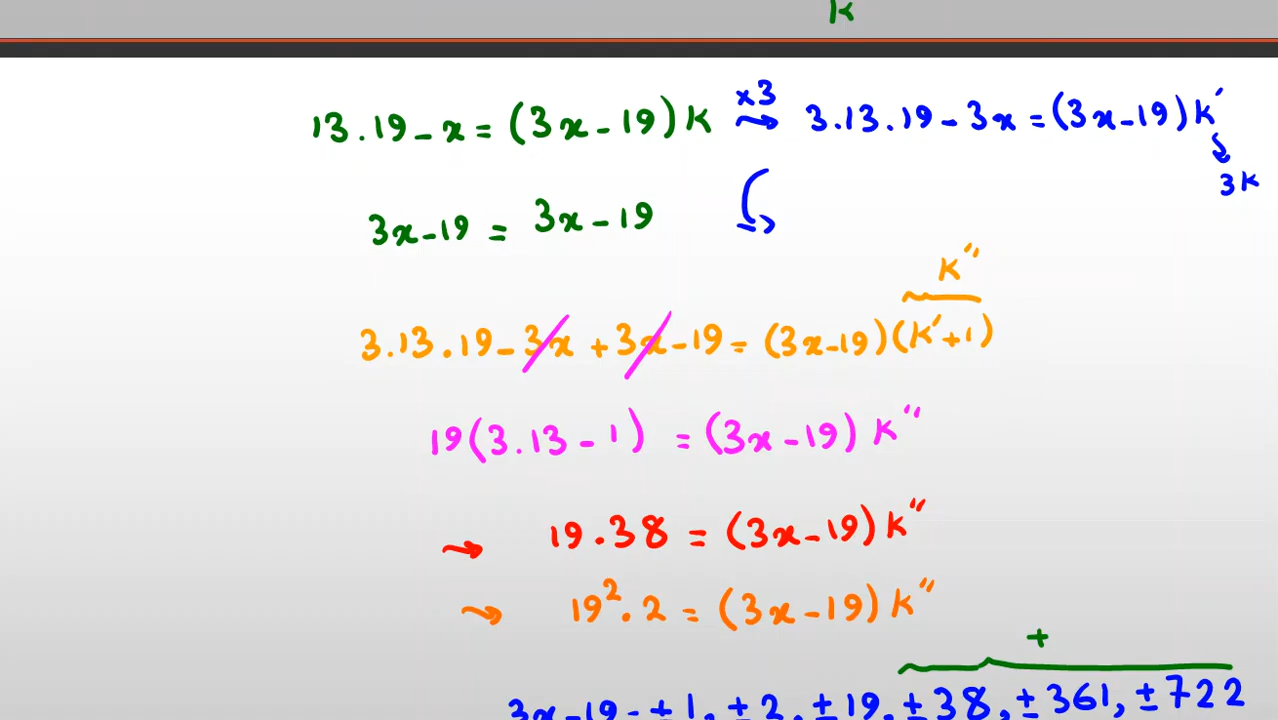 K
13.19-x=(3x-19)K ×3 → 3.13.19-3x=(3x-19)K′
3K
3x-19 = 3x-19
K″
3.13.19-3x+3x-19=(3x-19)(K′+1)
19(3.13-1) = (3x-19) K″
→ 19.38 = (3x-19) K″
→ 19².2 = (3x-19) K″
+
3x-19=±1, ±2, ±19, ±38, ±361, ±722